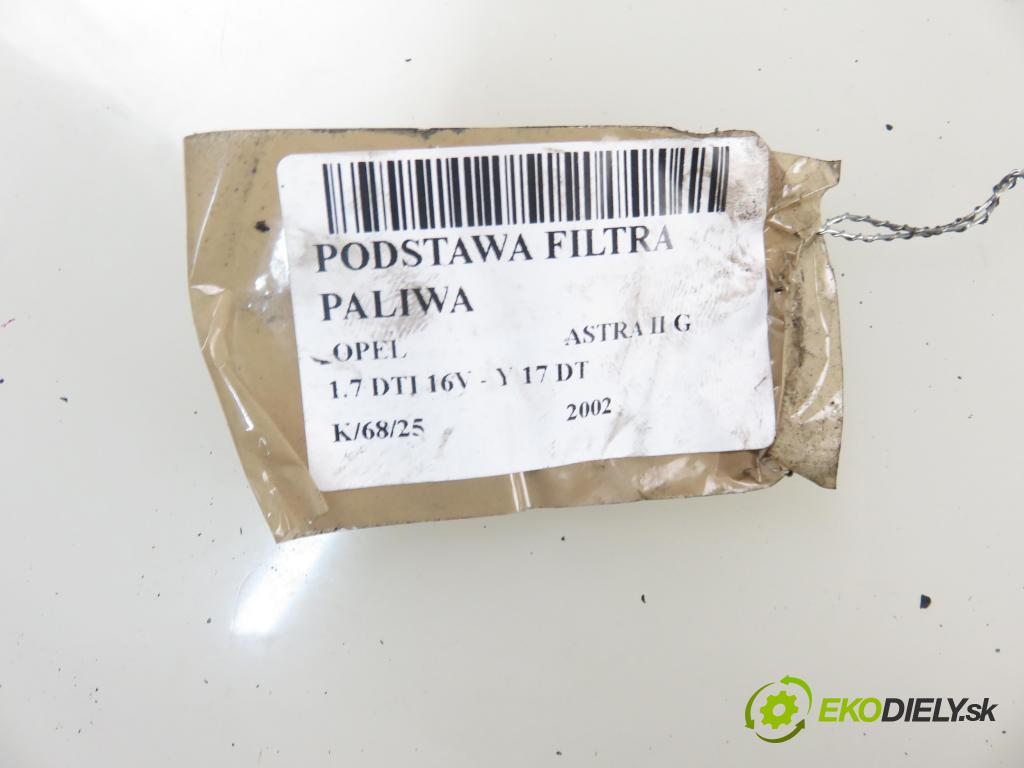 PODSTAWA FILTRA
PALIWA
OPEL ASTRA II G
1.7 DTI 16V - Y 17 DT
K/68/25 2002
EKODIELY.sk